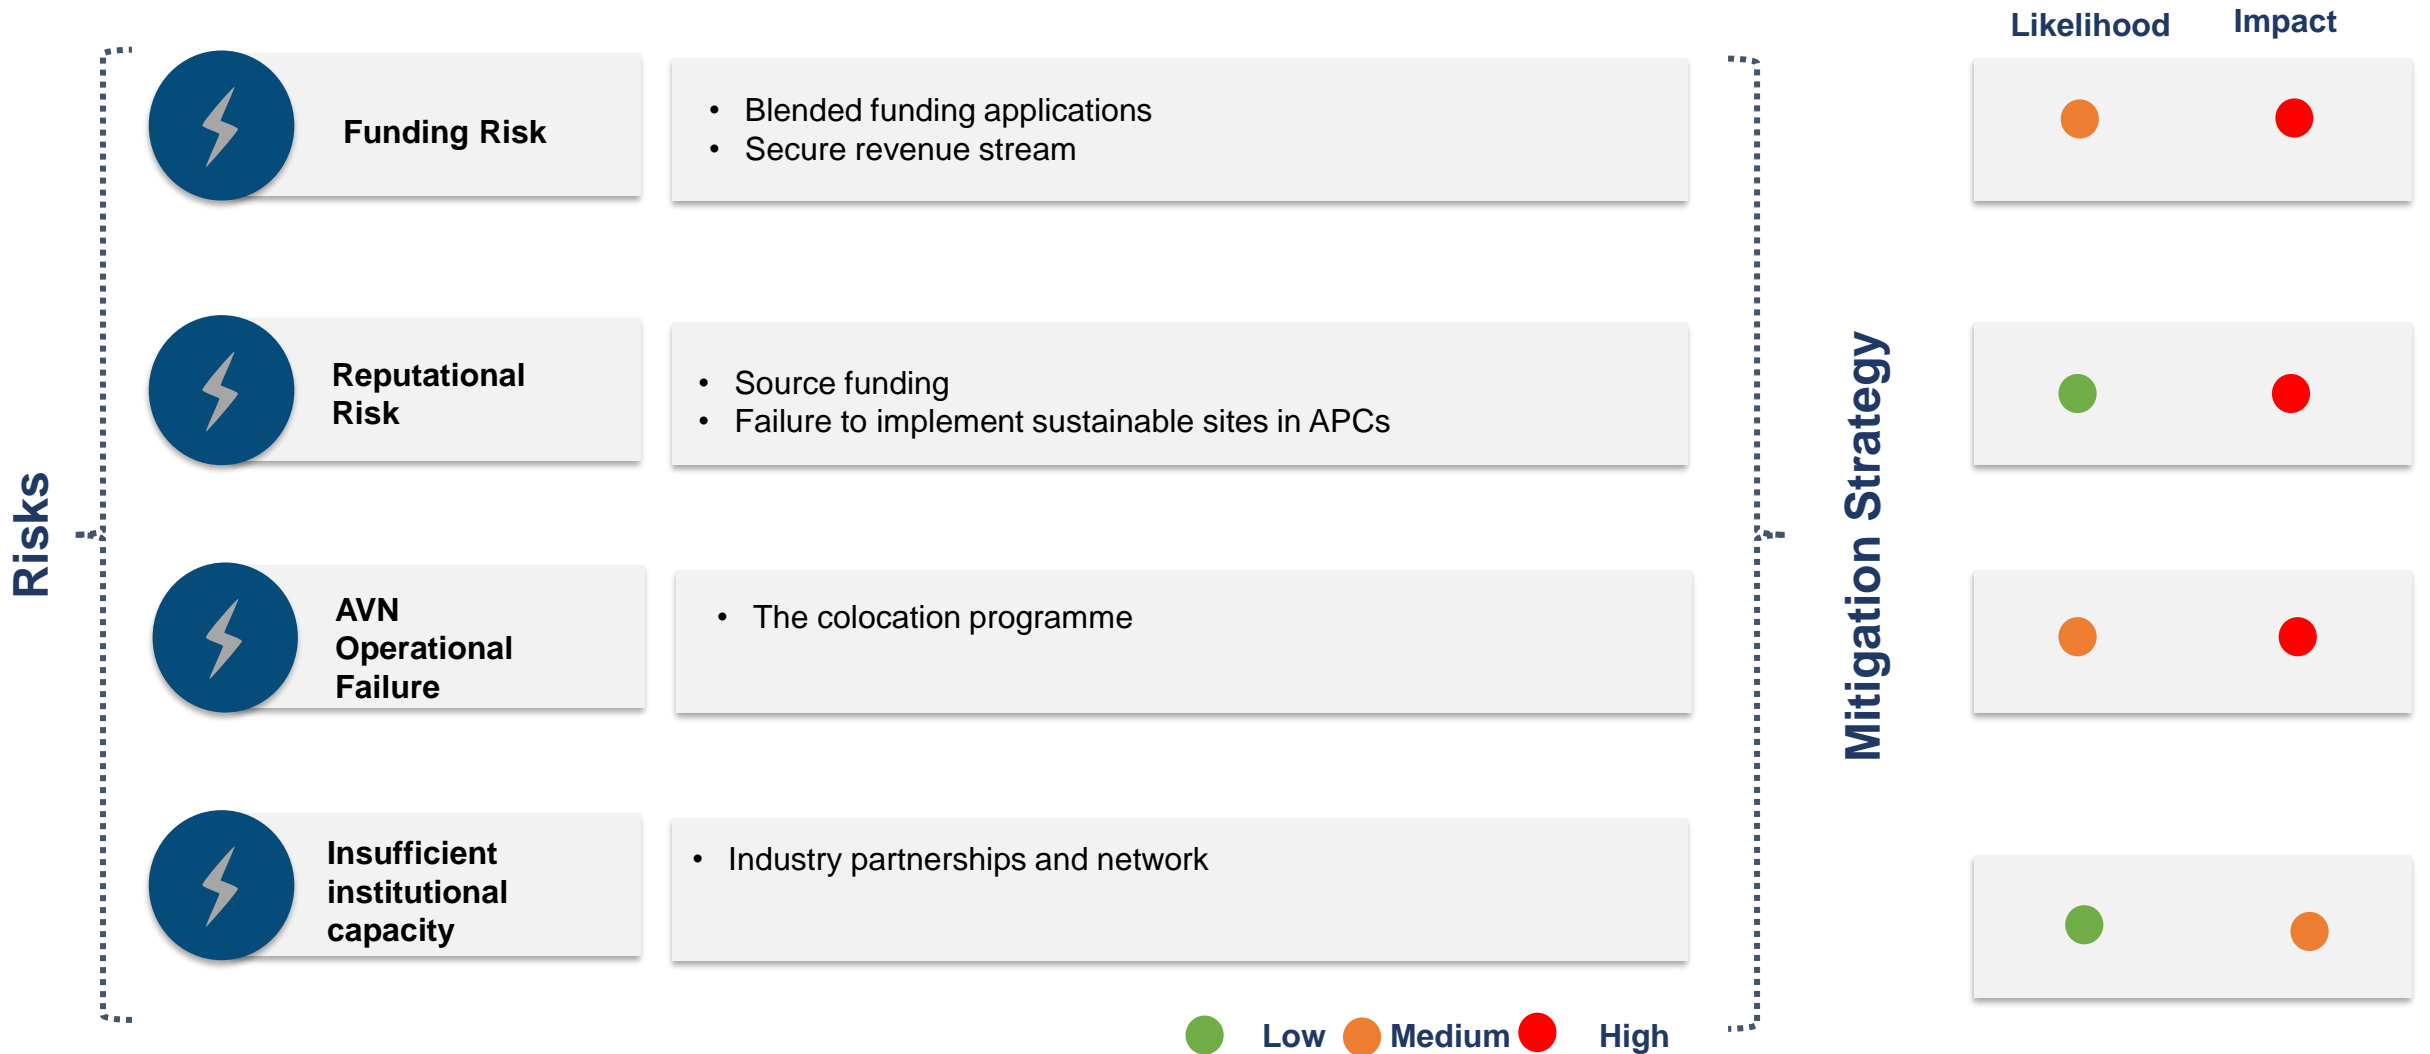 Likelihood Impact
Funding Risk
• Blended funding applications
• Secure revenue stream
Reputational
Risk
• Source funding
• Failure to implement sustainable sites in APCs
Risks
Mitigation Strategy
AVN
Operational
Failure
• The colocation programme
Insufficient
institutional
capacity
• Industry partnerships and network
Low Medium High